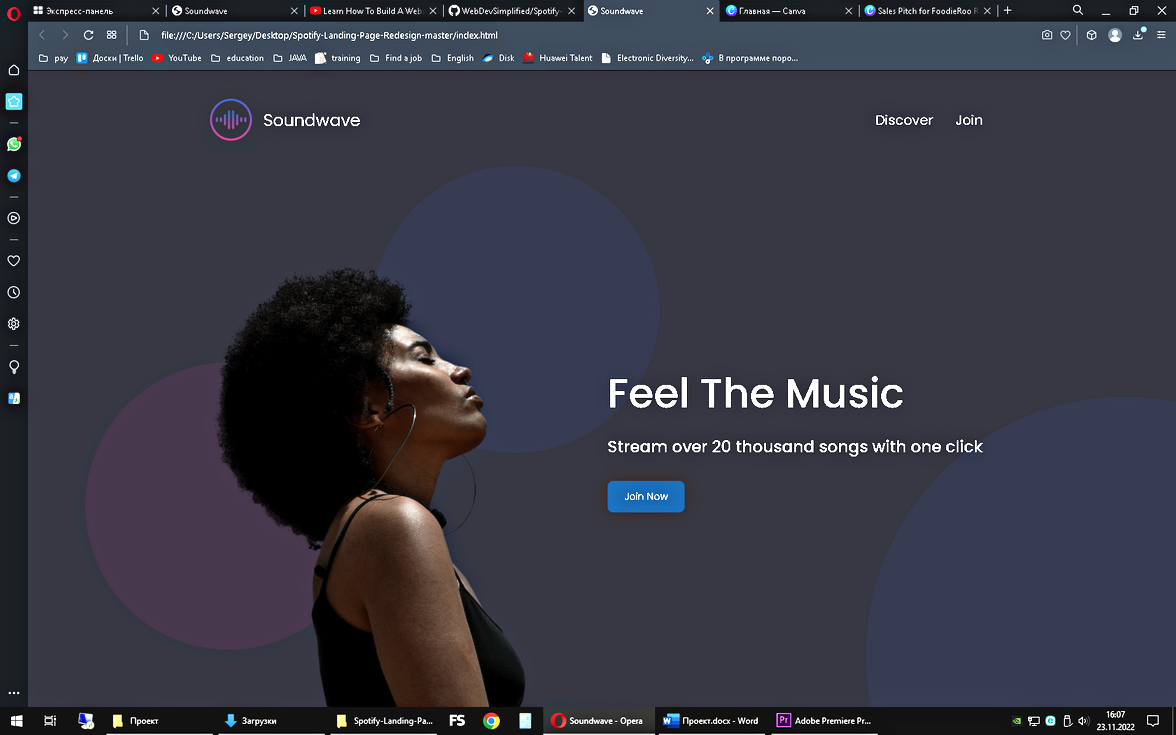 Экспресс-панель
Soundwave
Learn How To Build A Web
WebDevSimplified/Spotify-
Soundwave
Главная — Canva
Sales Pitch for FoodieRoo R
file:///C:/Users/Sergey/Desktop/Spotify-Landing-Page-Redesign-master/index.html
pay
Доски | Trello
YouTube
education
JAVA
training
Find a job
English
Disk
Huawei Talent
Electronic Diversity...
В программе поро...
Soundwave
Discover
Join
Feel The Music
Stream over 20 thousand songs with one click
Join Now
Проект
Загрузки
Spotify-Landing-Pa...
FS
Soundwave - Opera
Проект.docx - Word
Pr
Adobe Premiere Pr...
16:07
23.11.2022